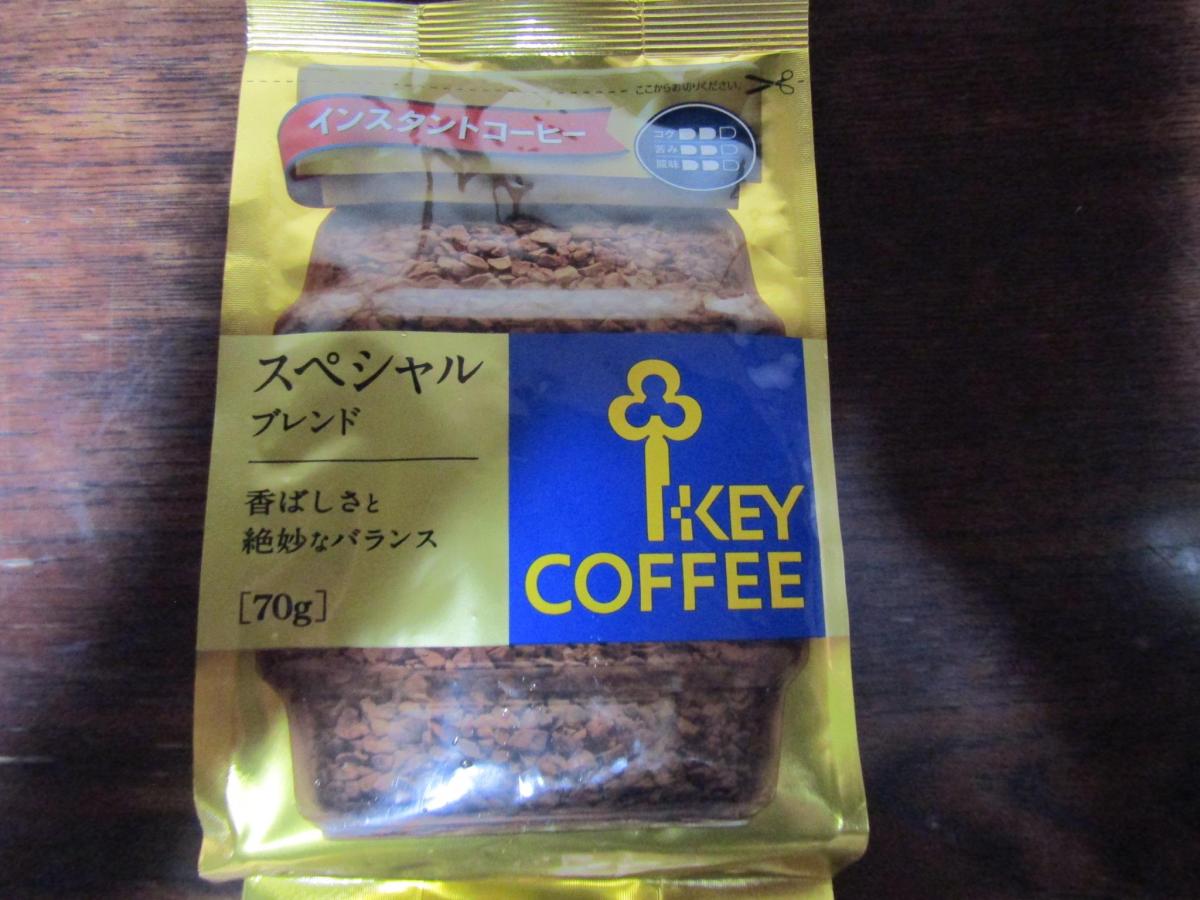 ここからお切りください。
インスタントコーヒー
コク
苦み
酸味
スペシャル
ブレンド
香ばしさと
絶妙なバランス
[70g]
KEY
COFFEE